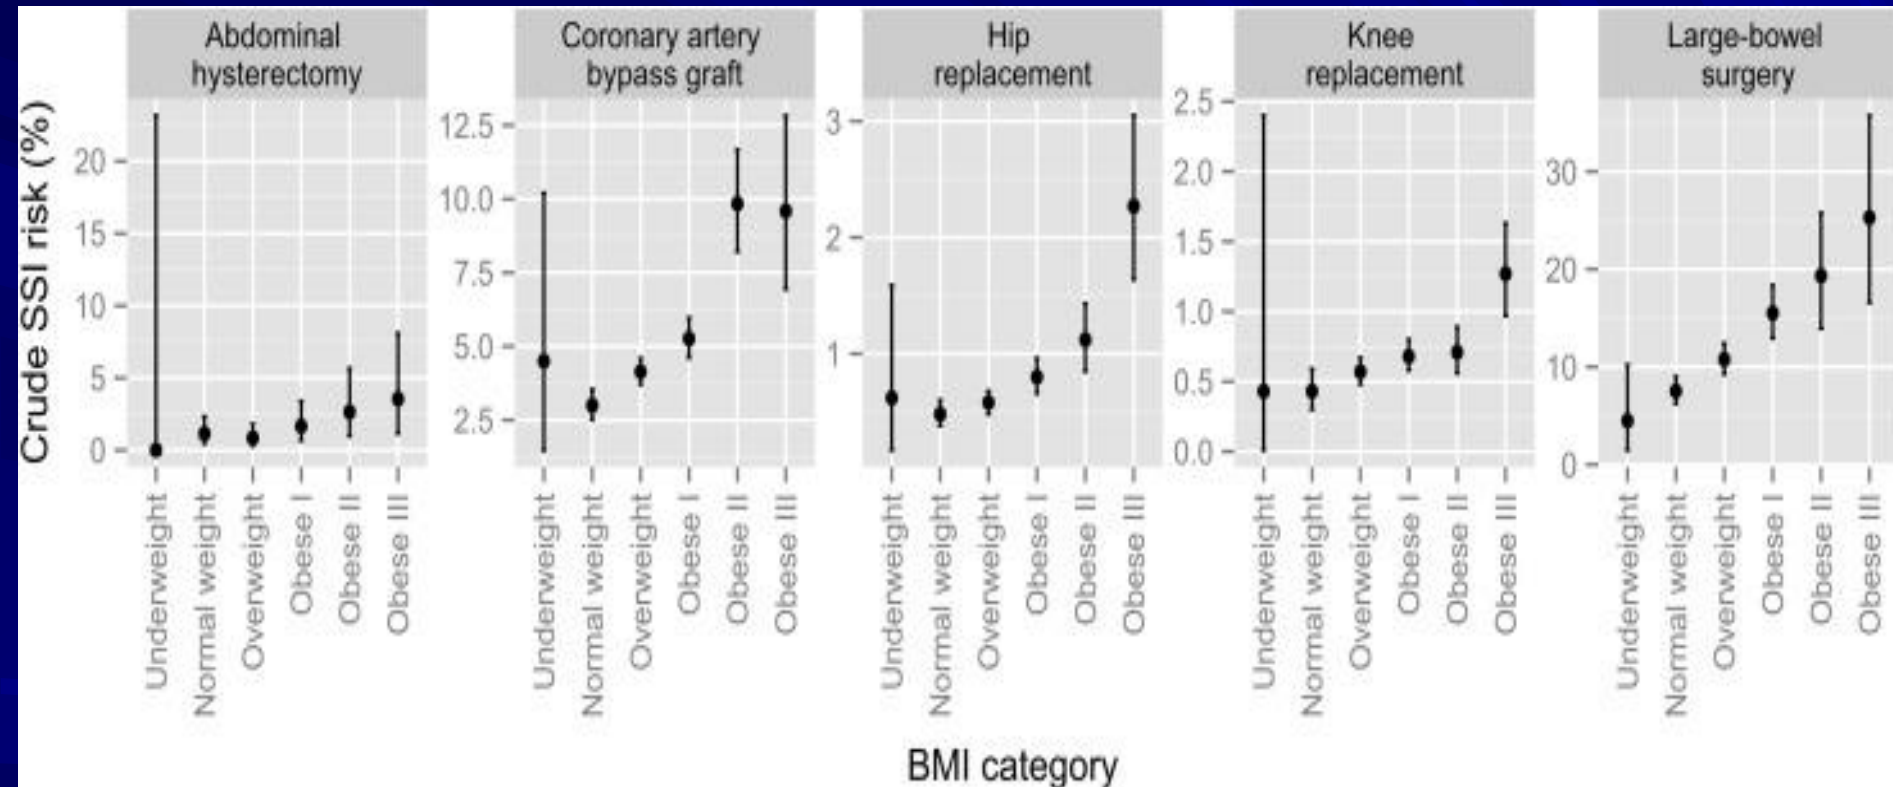 Abdominal
hysterectomy
Coronary artery
bypass graft
Hip
replacement
Knee
replacement
Large-bowel
surgery
Crude SSI risk (%)
20
15
10
5
0
12.5
10.0
7.5
5.0
2.5
3
2
1
2.5
2.0
1.5
1.0
0.5
0.0
30
20
10
0
Underweight
Normal weight
Overweight
Obese I
Obese II
Obese III
Underweight
Normal weight
Overweight
Obese I
Obese II
Obese III
Underweight
Normal weight
Overweight
Obese I
Obese II
Obese III
Underweight
Normal weight
Overweight
Obese I
Obese II
Obese III
Underweight
Normal weight
Overweight
Obese I
Obese II
Obese III
BMI category